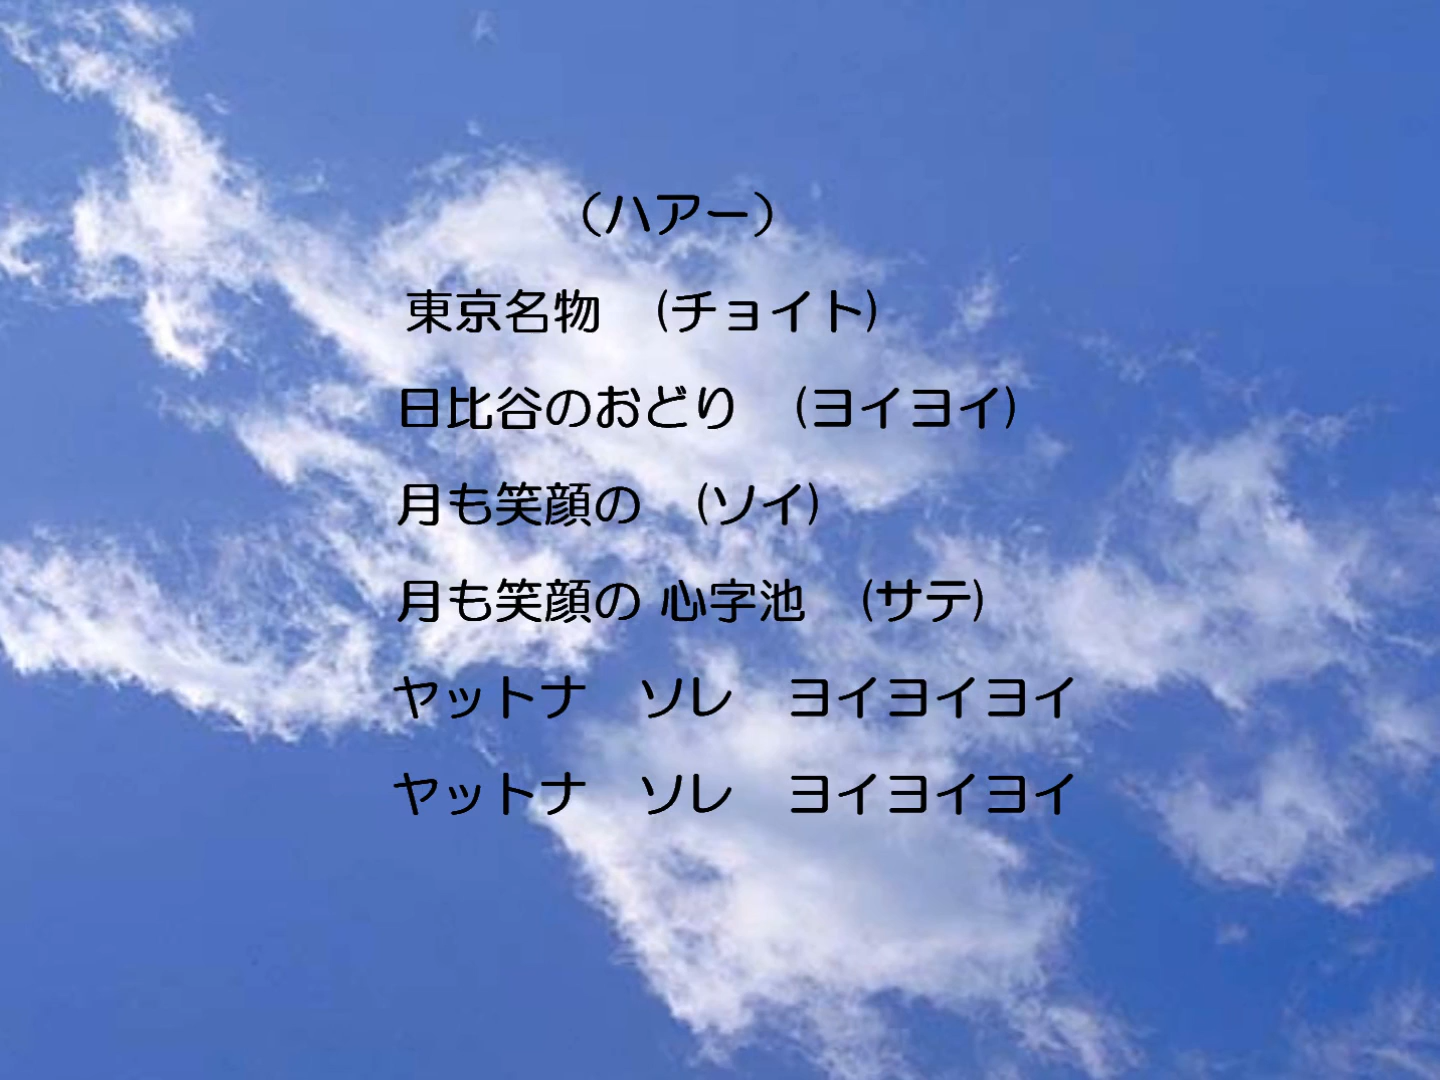 （ハアー）
東京名物　(チョイト)
日比谷のおどり　(ヨイヨイ)
月も笑顔の　(ソイ)
月も笑顔の 心字池　(サテ)
ヤットナ　ソレ　ヨイヨイヨイ
ヤットナ　ソレ　ヨイヨイヨイ